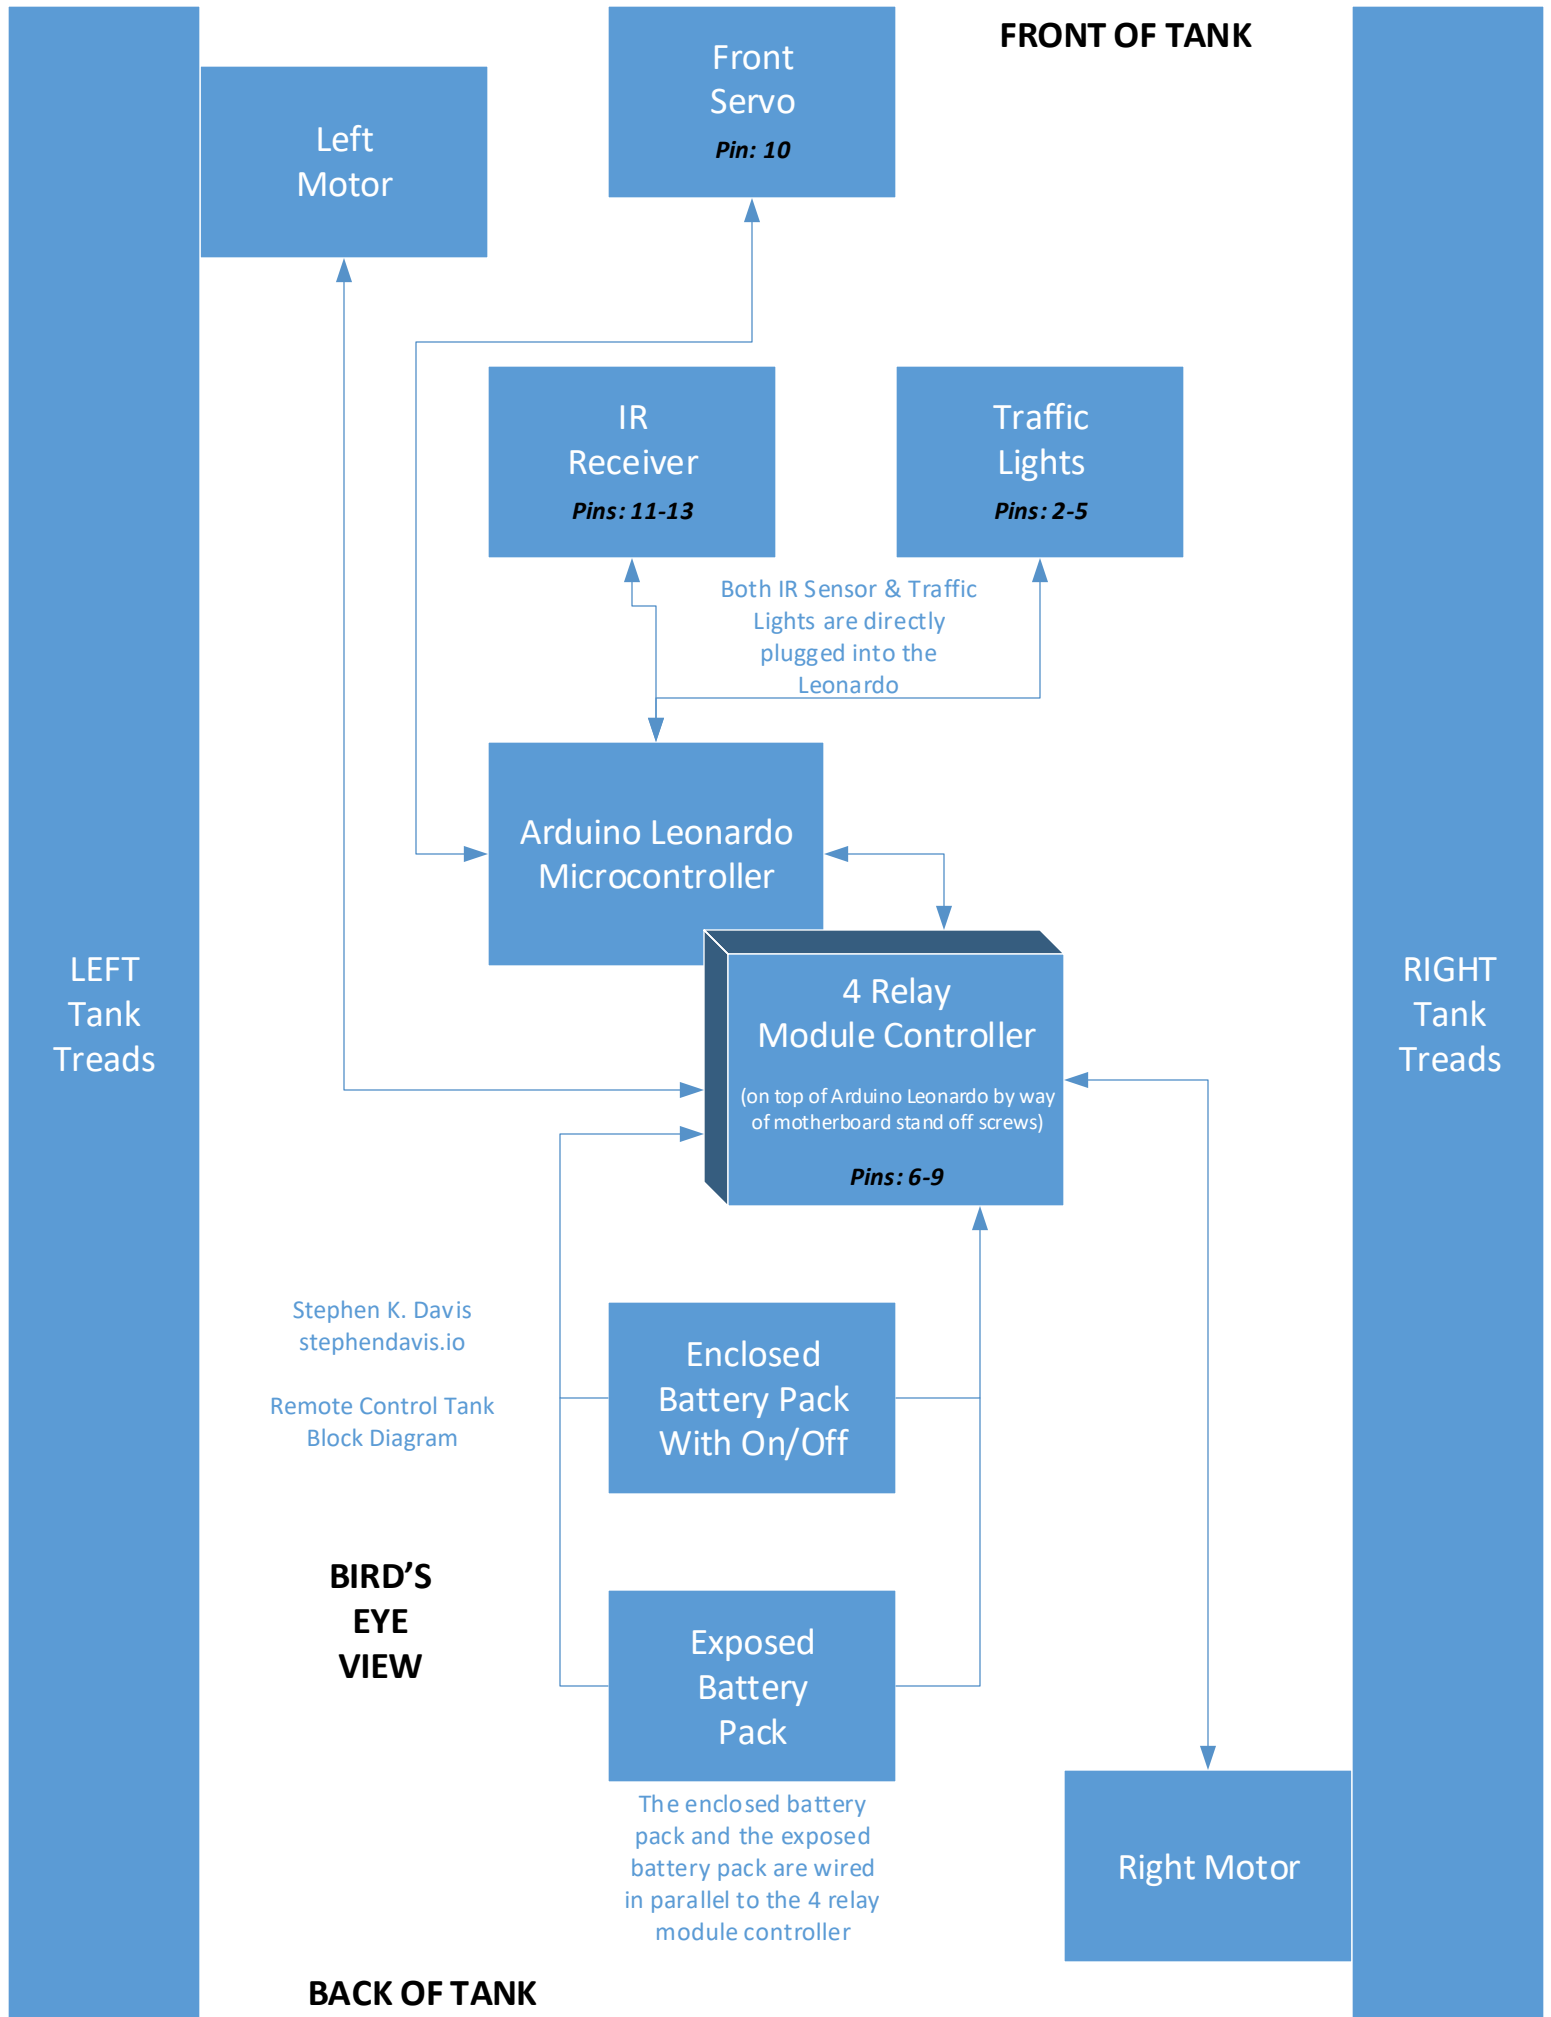 FRONT OF TANK
Front
Servo
Pin: 10
Left
Motor
IR
Receiver
Pins: 11-13
Traffic
Lights
Pins: 2-5
Both IR Sensor & Traffic
Lights are directly
plugged into the
Leonardo
Arduino Leonardo
Microcontroller
LEFT
Tank
Treads
4 Relay
Module Controller
(on top of Arduino Leonardo by way
of motherboard stand off screws)
Pins: 6-9
RIGHT
Tank
Treads
Stephen K. Davis
stephendavis.io
Remote Control Tank
Block Diagram
Enclosed
Battery Pack
With On/Off
BIRD’S
EYE
VIEW
Exposed
Battery
Pack
The enclosed battery
pack and the exposed
battery pack are wired
in parallel to the 4 relay
module controller
Right Motor
BACK OF TANK